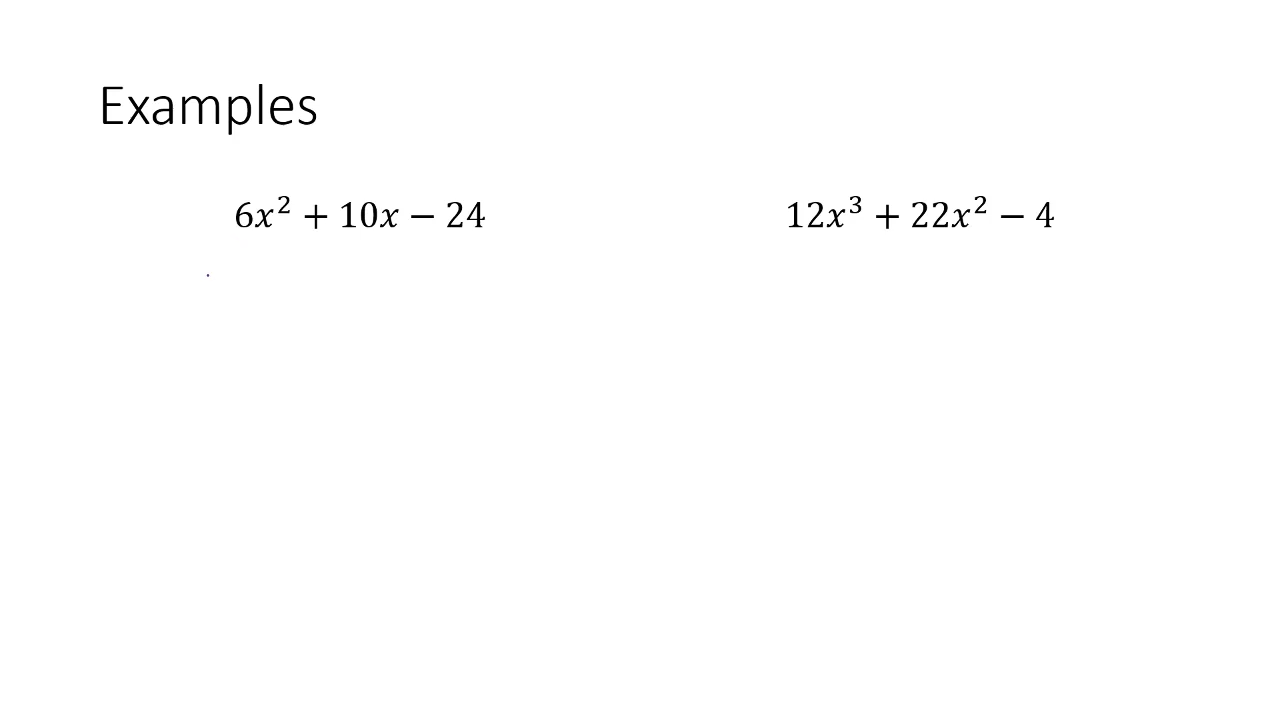 Examples
6x² + 10x − 24
12x³ + 22x² − 4